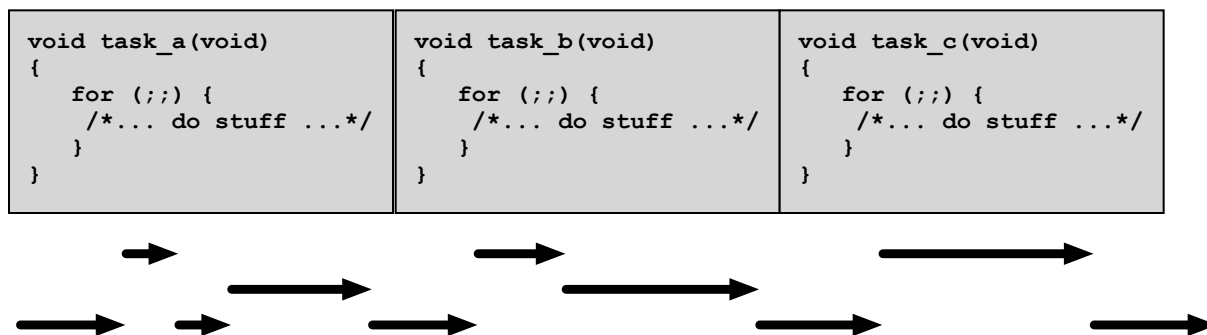 void task_a(void)
{
for (;;) {
/*... do stuff ...*/
}
}
void task_b(void)
{
for (;;) {
/*... do stuff ...*/
}
}
void task_c(void)
{
for (;;) {
/*... do stuff ...*/
}
}